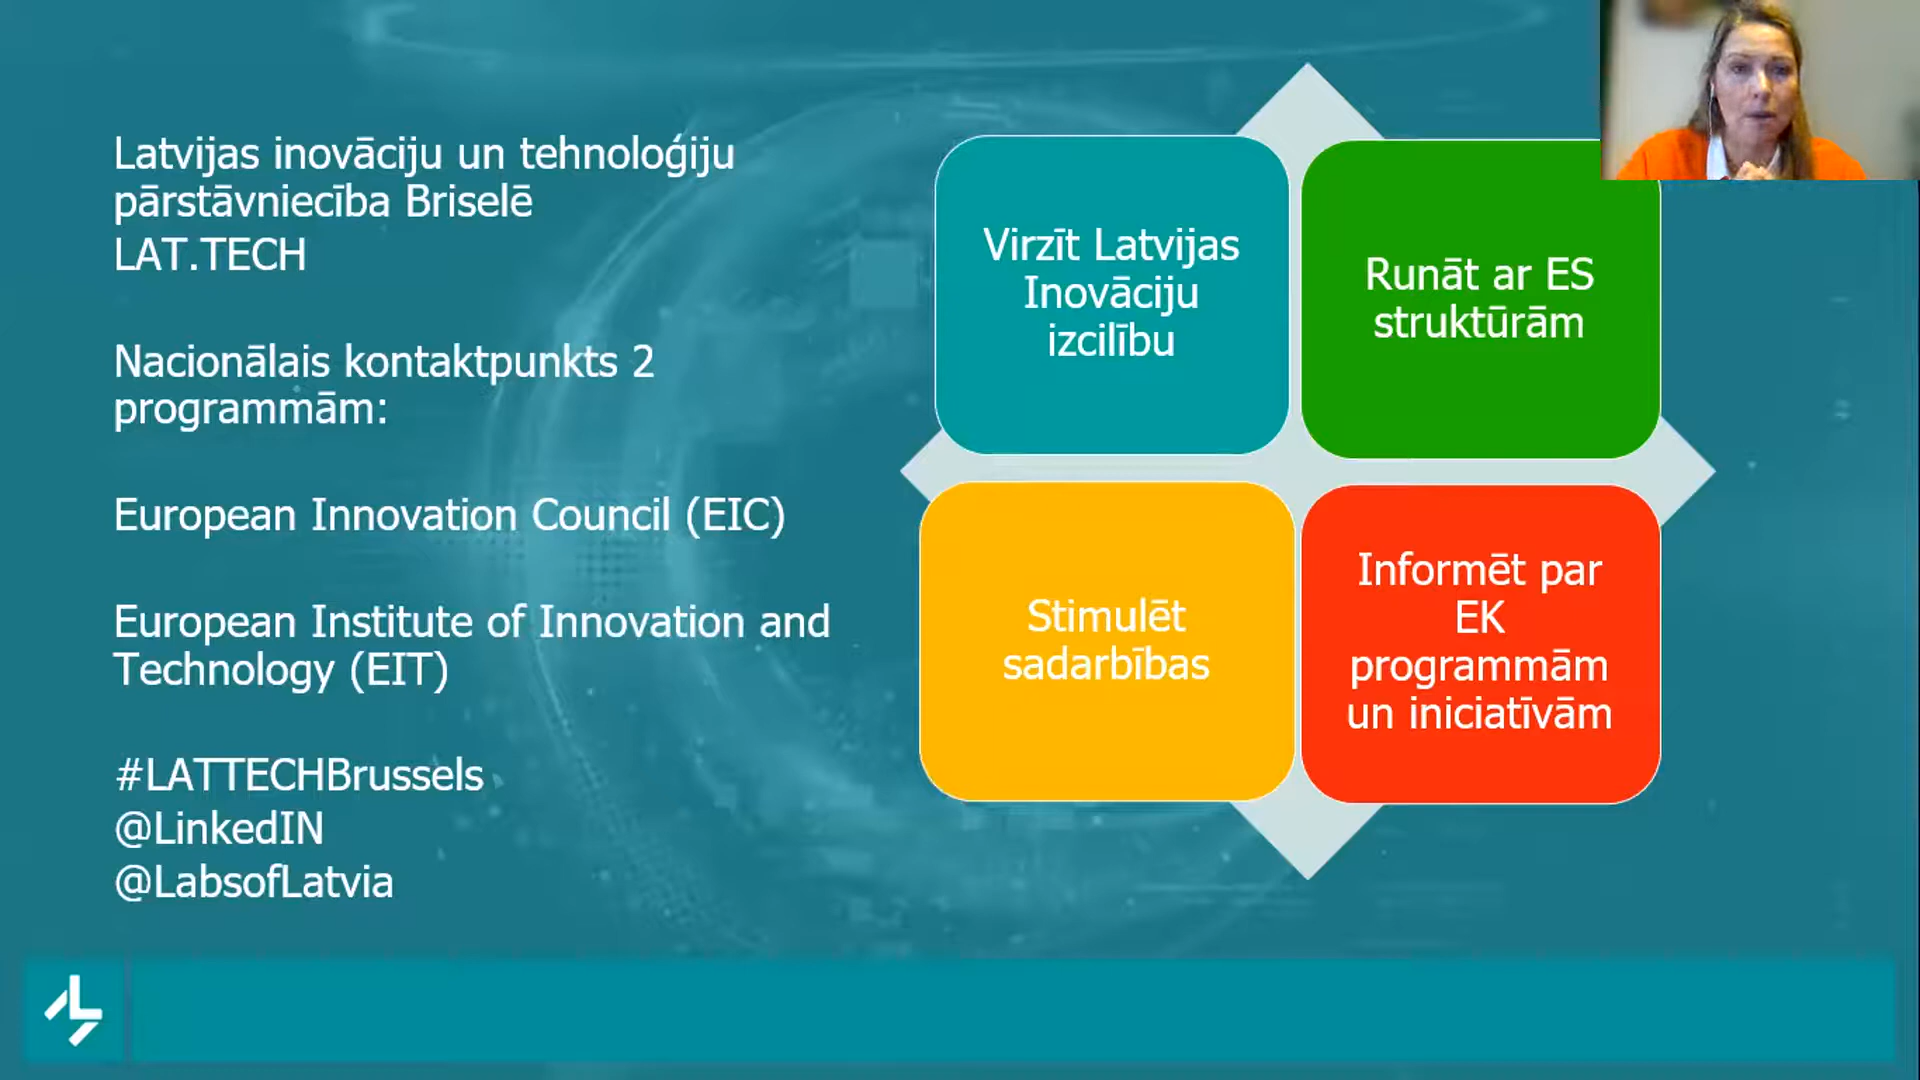 Latvijas inovāciju un tehnoloģiju
pārstāvniecība Briselē
LAT.TECH
Nacionālais kontaktpunkts 2
programmām:
European Innovation Council (EIC)
European Institute of Innovation and
Technology (EIT)
#LATTECHBrussels
@LinkedIN
@LabsofLatvia
Virzīt Latvijas
Inovāciju
izcilību
Runāt ar ES
struktūrām
Stimulēt
sadarbības
Informēt par
EK
programmām
un iniciatīvām